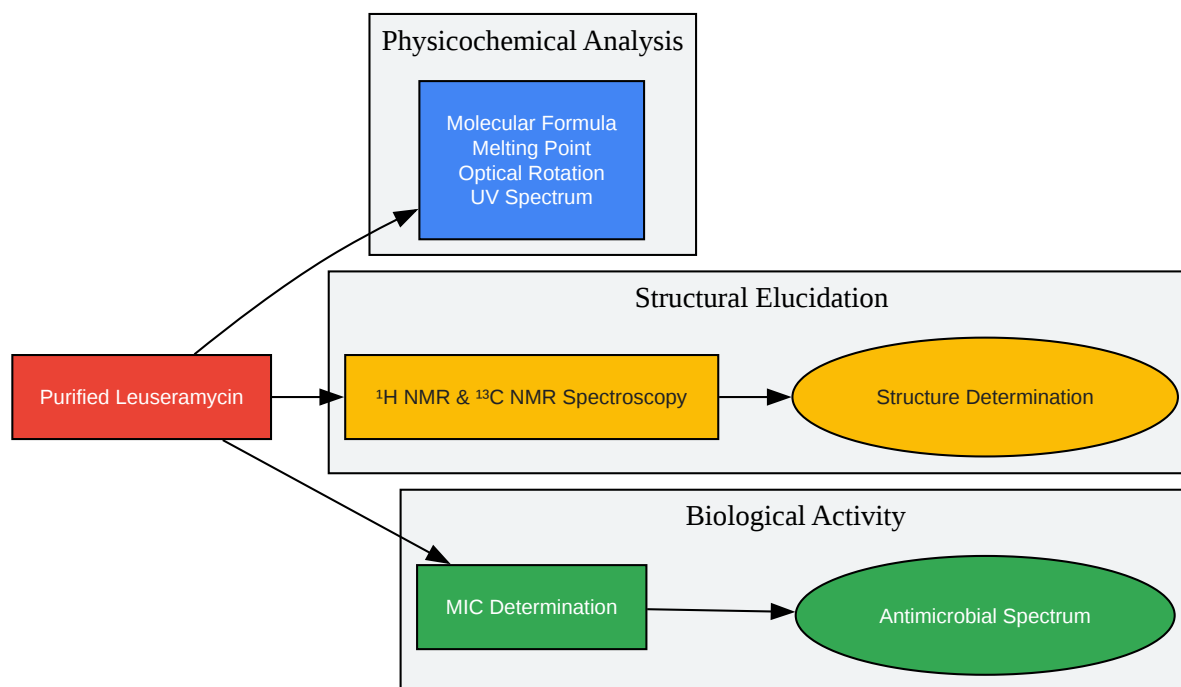 Physicochemical Analysis
Molecular Formula
Melting Point
Optical Rotation
UV Spectrum
Structural Elucidation
Purified Leuseramycin
¹H NMR & ¹³C NMR Spectroscopy
Structure Determination
Biological Activity
MIC Determination
Antimicrobial Spectrum